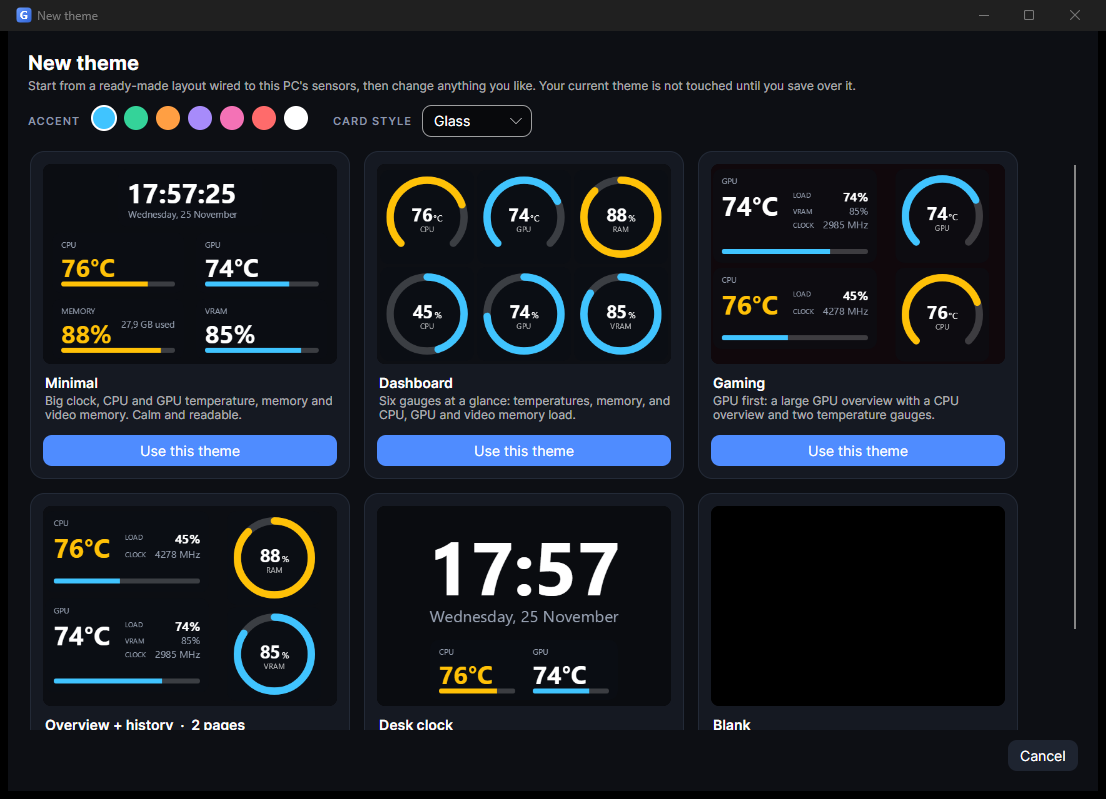 G New theme
New theme
Start from a ready-made layout wired to this PC's sensors, then change anything you like. Your current theme is not touched until you save over it.
ACCENT
CARD STYLE
Glass
17:57:25
Wednesday, 25 November
CPU
76°C
GPU
74°C
MEMORY
88%
27,9 GB used
VRAM
85%
Minimal
Big clock, CPU and GPU temperature, memory and
video memory. Calm and readable.
Use this theme
76°C
CPU
74°C
GPU
88%
RAM
45%
CPU
74%
GPU
85%
VRAM
Dashboard
Six gauges at a glance: temperatures, memory, and
CPU, GPU and video memory load.
Use this theme
GPU
74°C
LOAD 74%
VRAM 85%
CLOCK 2985 MHz
74°C
GPU
CPU
76°C
LOAD 45%
CLOCK 4278 MHz
76°C
CPU
Gaming
GPU first: a large GPU overview with a CPU
overview and two temperature gauges.
Use this theme
CPU
76°C
LOAD 45%
CLOCK 4278 MHz
88%
RAM
GPU
74°C
LOAD 74%
VRAM 85%
CLOCK 2985 MHz
85%
VRAM
Overview + history · 2 pages
17:57
Wednesday, 25 November
CPU
76°C
GPU
74°C
Desk clock
Blank
Cancel